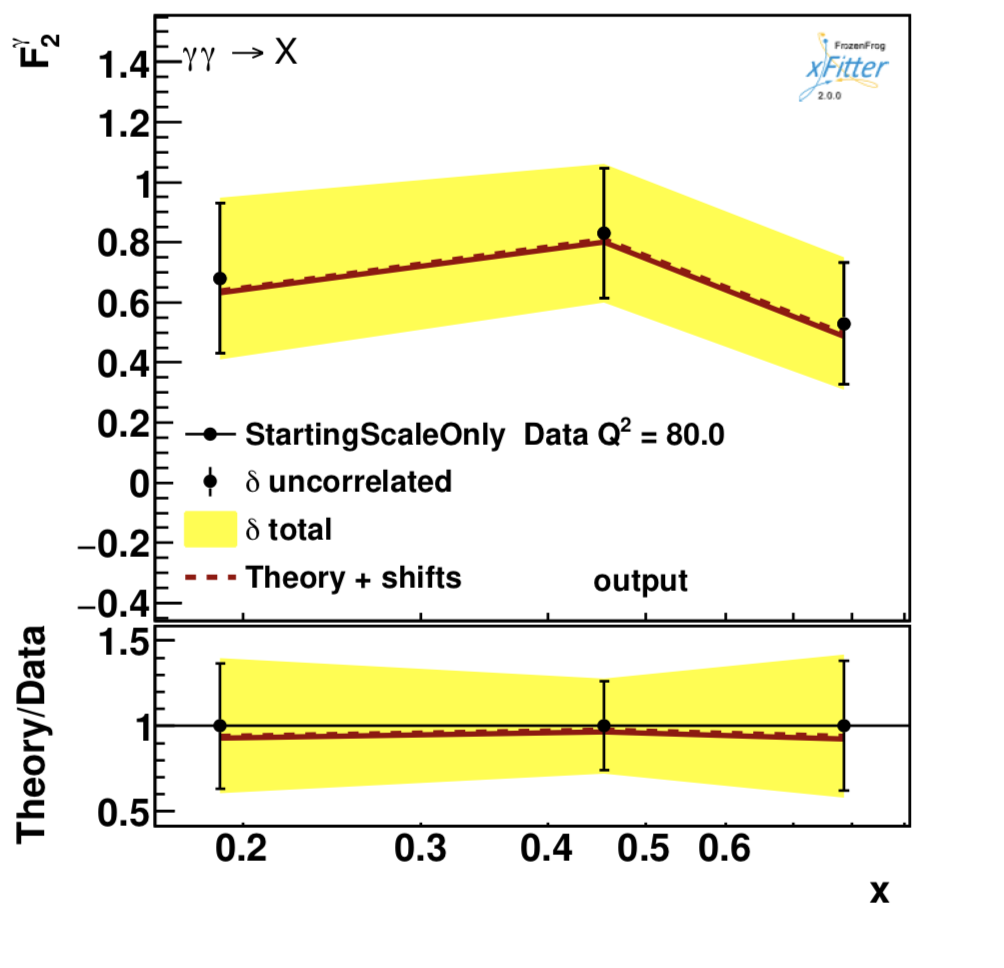 F₂^γ
γγ → X
FrozenFrog
xFitter
2.0.0
1.4
1.2
1
0.8
0.6
0.4
0.2
0
−0.2
−0.4
StartingScaleOnly Data Q² = 80.0
δ uncorrelated
δ total
Theory + shifts
output
Theory/Data
1.5
1
0.5
0.2 0.3 0.4 0.5 0.6
x